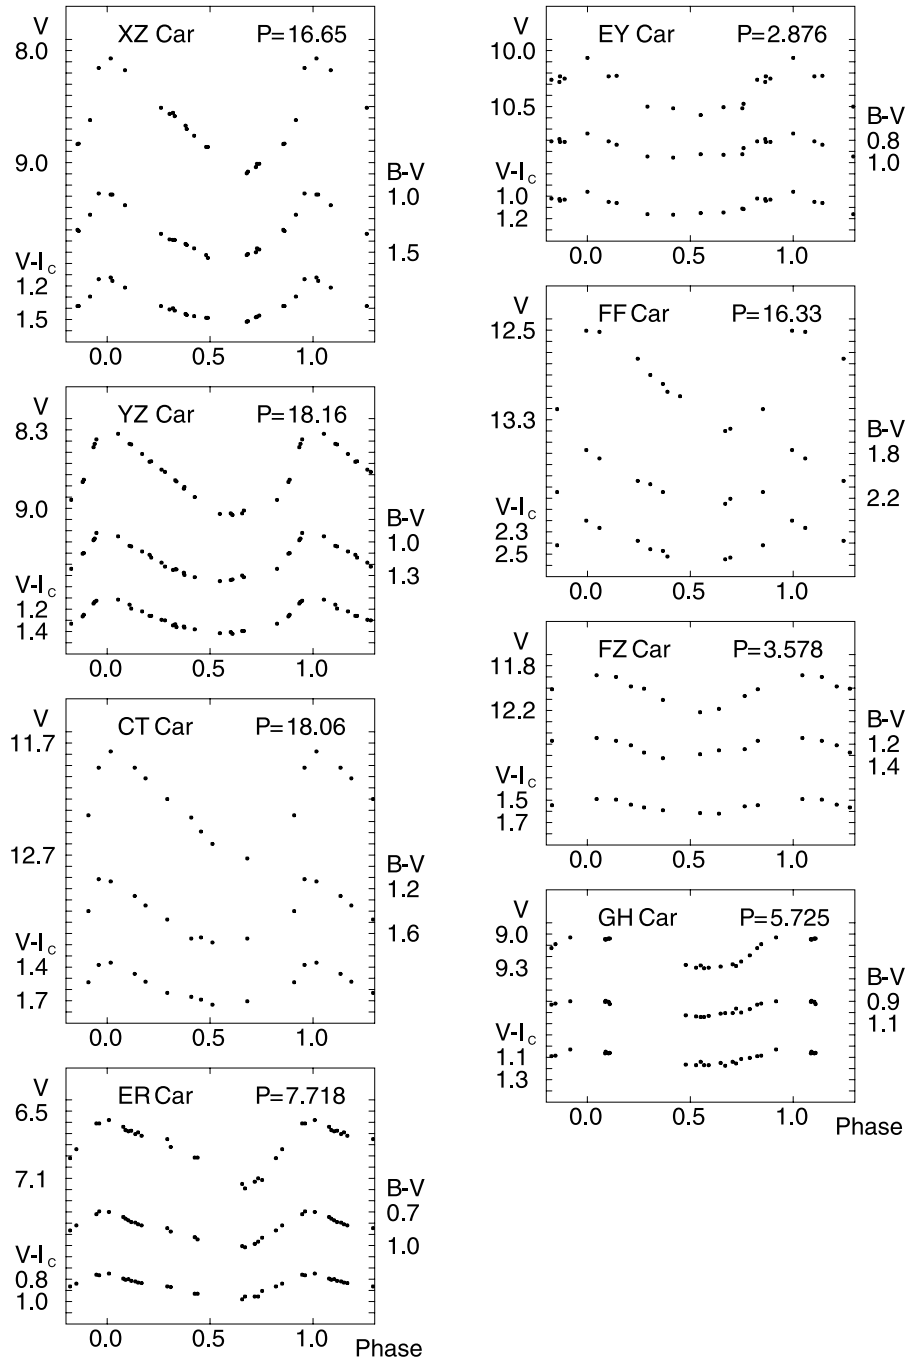 V
XZ Car P=16.65
8.0
9.0
B-V
1.0
1.5
V-Ic
1.2
1.5
0.0 0.5 1.0
V
YZ Car P=18.16
8.3
9.0
B-V
1.0
1.3
V-Ic
1.2
1.4
0.0 0.5 1.0
V
CT Car P=18.06
11.7
12.7
B-V
1.2
1.6
V-Ic
1.4
1.7
0.0 0.5 1.0
V
ER Car P=7.718
6.5
7.1
B-V
0.7
1.0
V-Ic
0.8
1.0
0.0 0.5 1.0
Phase
V
EY Car P=2.876
10.0
10.5
B-V
0.8
1.0
V-Ic
1.0
1.2
0.0 0.5 1.0
V
FF Car P=16.33
12.5
13.3
B-V
1.8
2.2
V-Ic
2.3
2.5
0.0 0.5 1.0
V
FZ Car P=3.578
11.8
12.2
B-V
1.2
1.4
V-Ic
1.5
1.7
0.0 0.5 1.0
V
GH Car P=5.725
9.0
9.3
B-V
0.9
1.1
V-Ic
1.1
1.3
0.0 0.5 1.0
Phase